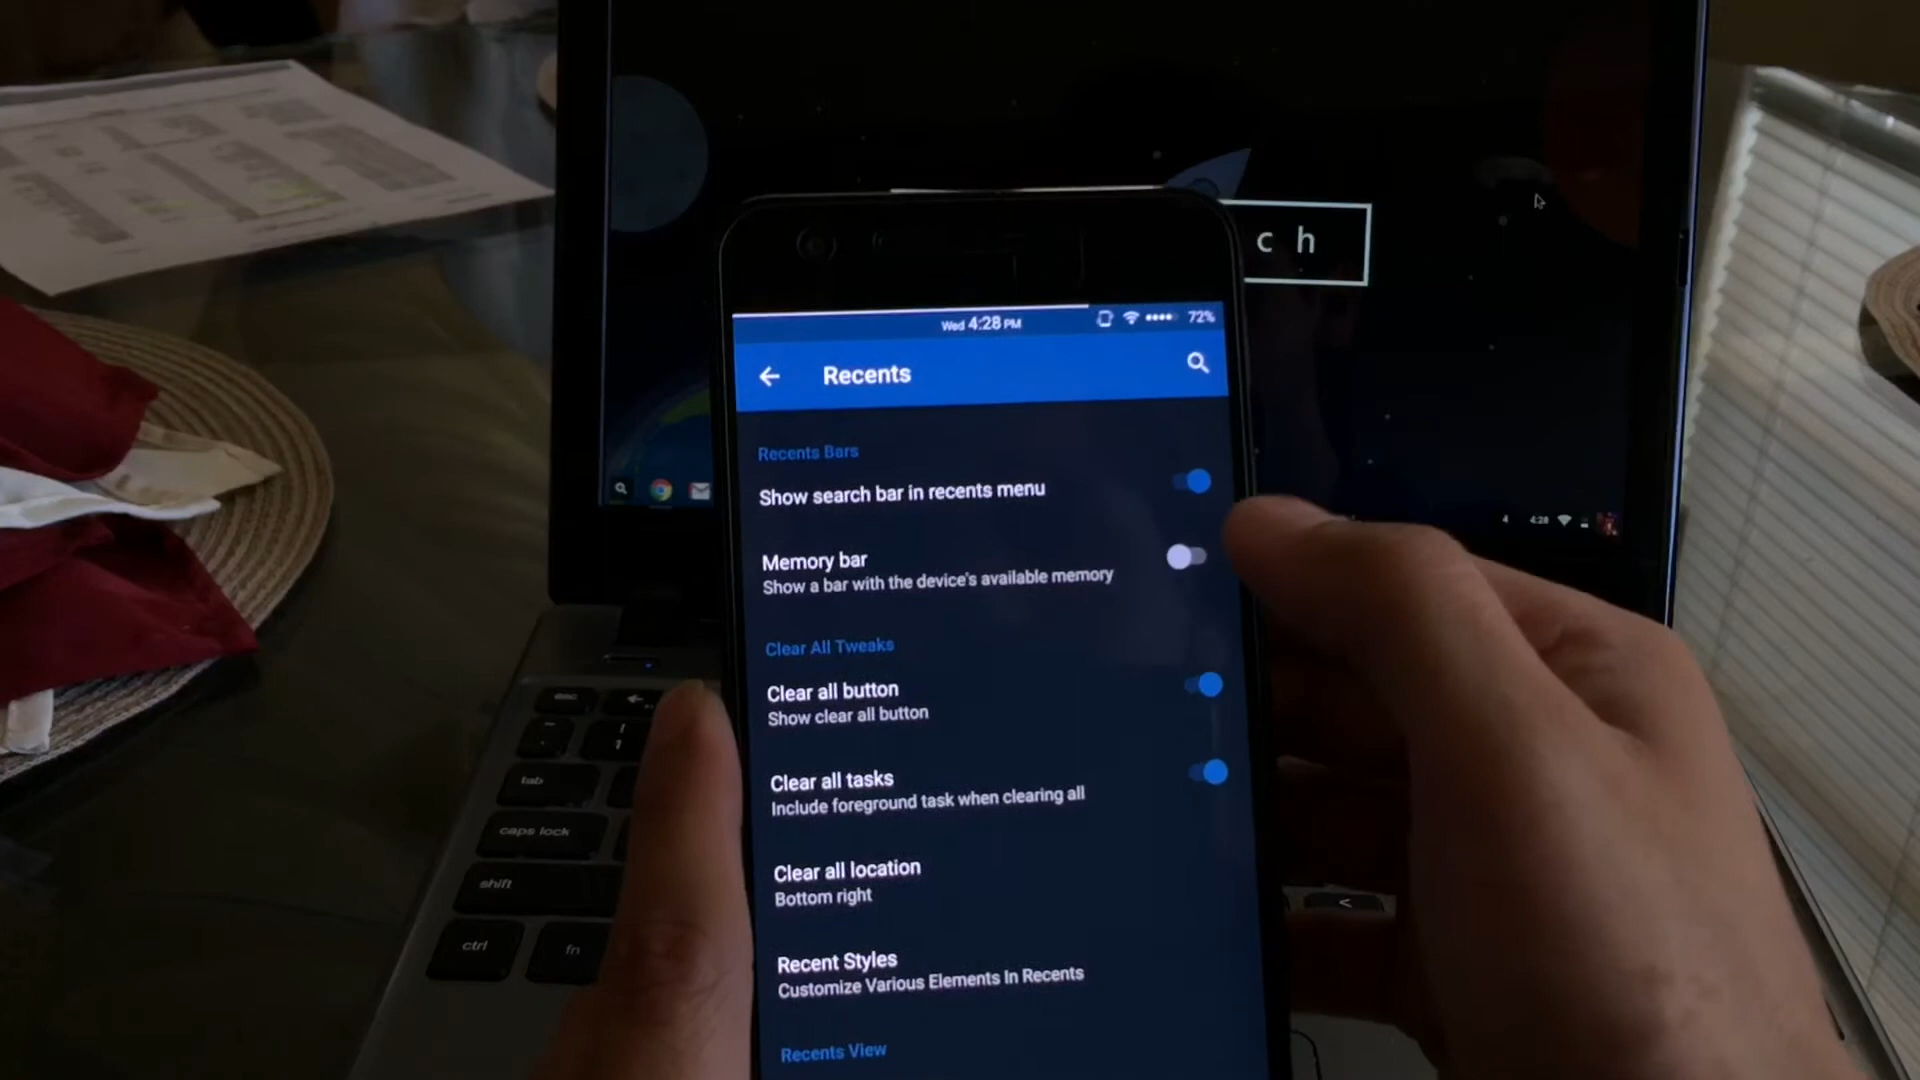 c h
Wed 4:28 PM
72%
Recents
Recents Bars
Show search bar in recents menu
Memory bar
Show a bar with the device's available memory
Clear All Tweaks
Clear all button
Show clear all button
Clear all tasks
Include foreground task when clearing all
Clear all location
Bottom right
Recent Styles
Customize Various Elements In Recents
Recents View
4 4:28
esc
tab
caps lock
shift
ctrl
fn